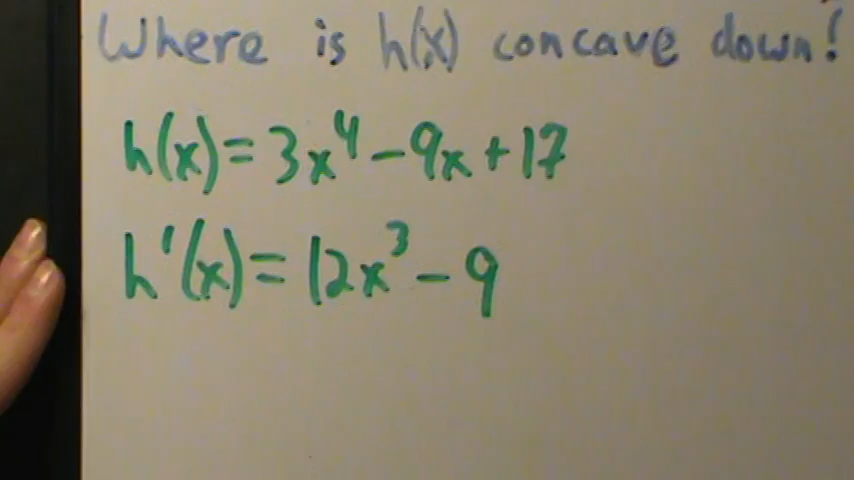 Where is h(x) concave down?
h(x) = 3x⁴ - 9x + 17
h'(x) = 12x³ - 9